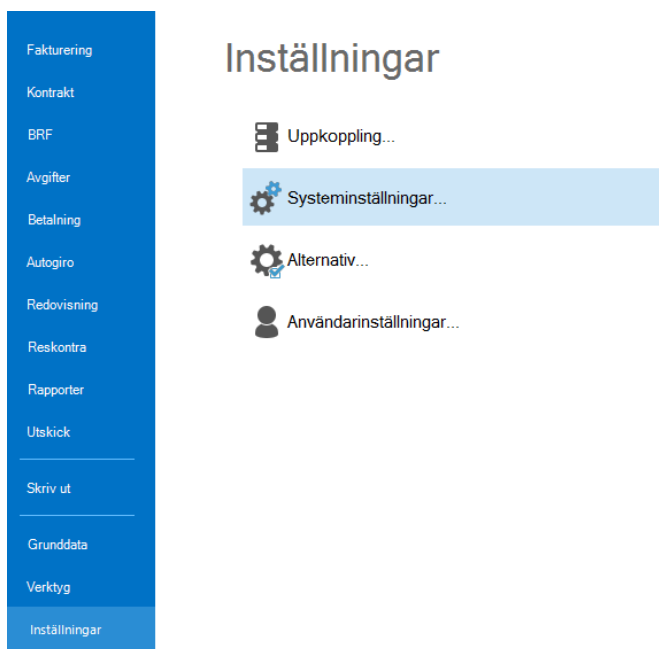 Fakturering
Kontrakt
BRF
Avgifter
Betalning
Autogiro
Redovisning
Reskontra
Rapporter
Utskick
Skriv ut
Grunddata
Verktyg
Inställningar
Inställningar
Uppkoppling...
Systeminställningar...
Alternativ...
Användarinställningar...